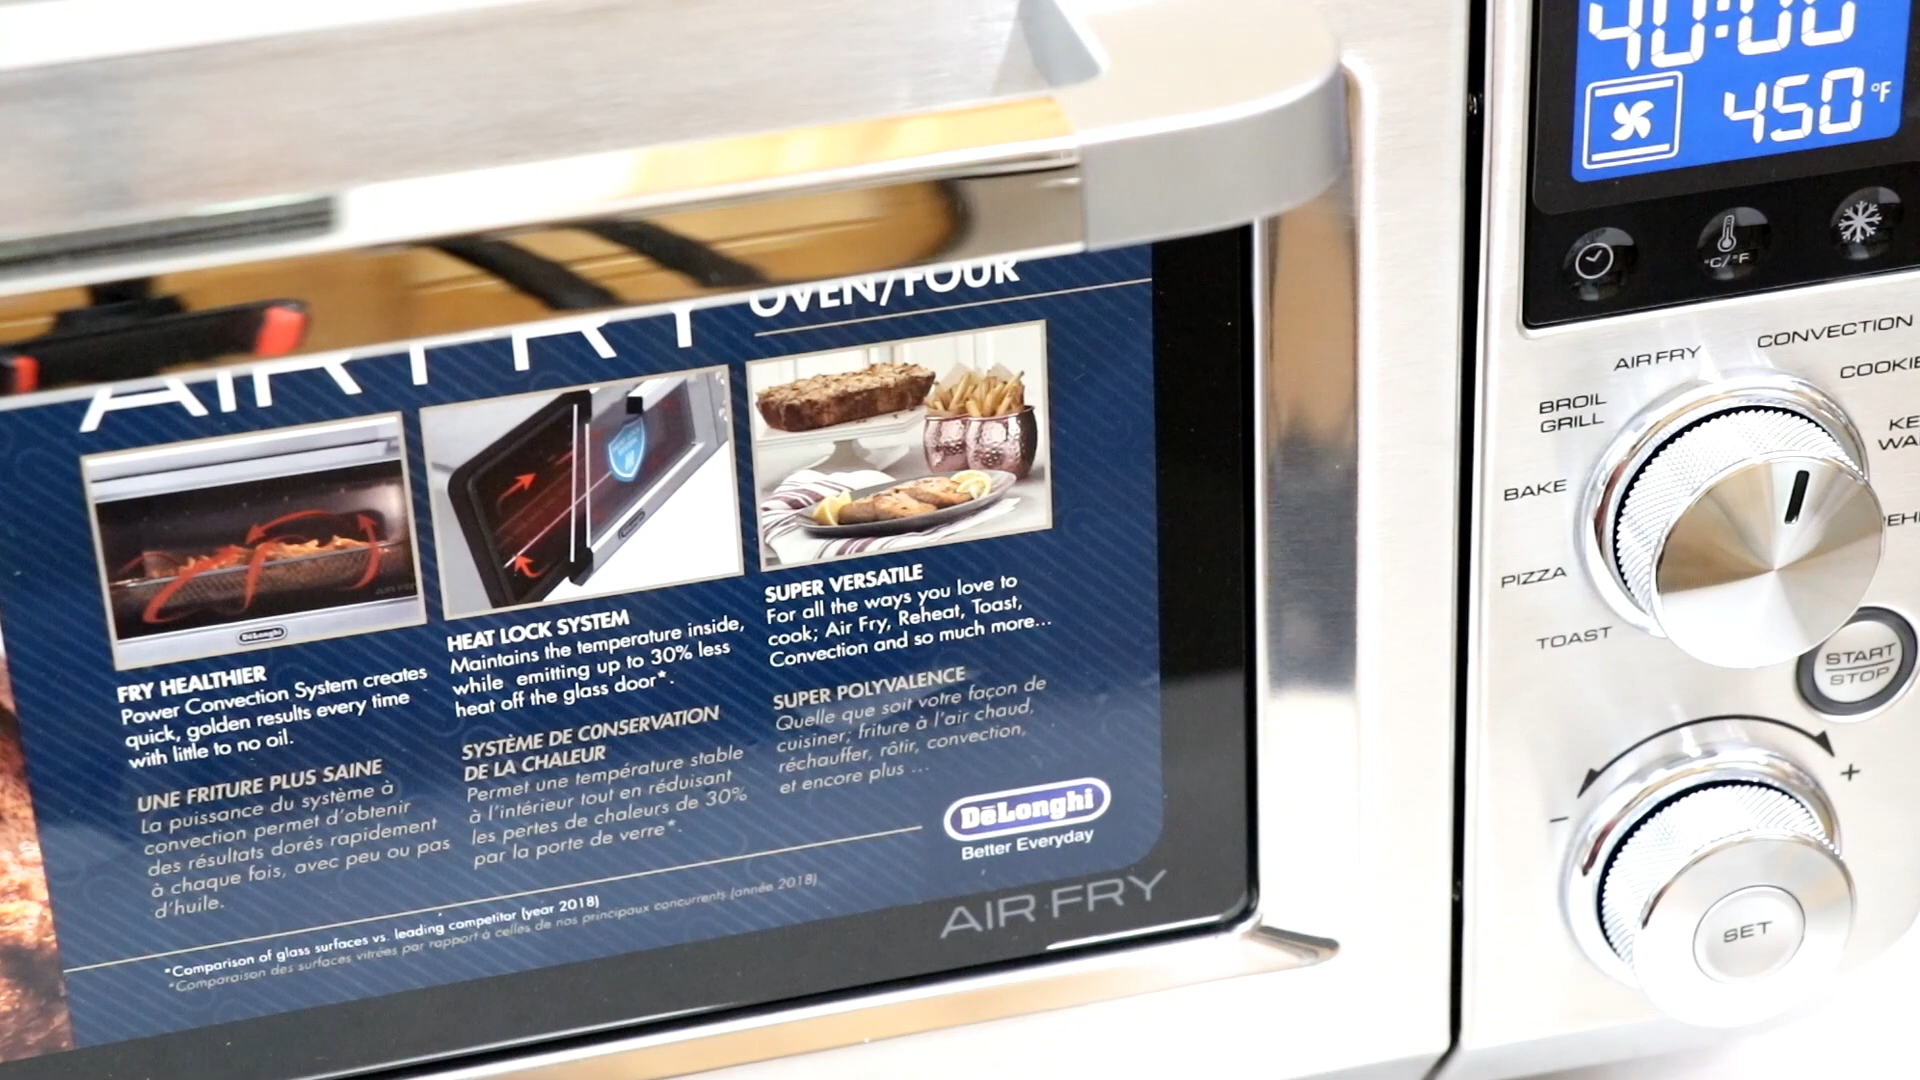 AIR FRY
OVEN/FOUR
FRY HEALTHIER
Power Convection System creates
quick, golden results every time
with little to no oil.
UNE FRITURE PLUS SAINE
La puissance du système à
convection permet d'obtenir
des résultats dorés rapidement
à chaque fois, avec peu ou pas
d'huile.
HEAT LOCK SYSTEM
Maintains the temperature inside,
while emitting up to 30% less
heat off the glass door*.
SYSTÈME DE CONSERVATION
DE LA CHALEUR
Permet une température stable
à l'intérieur tout en réduisant
les pertes de chaleurs de 30%
par la porte de verre*.
SUPER VERSATILE
For all the ways you love to
cook; Air Fry, Reheat, Toast,
Convection and so much more...
SUPER POLYVALENCE
Quelle que soit votre façon de
cuisiner; friture à l'air chaud,
réchauffer, rôtir, convection,
et encore plus ...
DeLonghi
DēLonghi
Better Everyday
*Comparison of glass surfaces vs. leading competitor (year 2018)
*Comparaison des surfaces vitrées par rapport à celles de nos principaux concurrents (année 2018)
AIR FRY
40:00
450 °F
°C/°F
CONVECTION
AIR FRY
COOKIE
BROIL
GRILL
KE
WA
BAKE
PIZZA
TOAST
START
STOP
- +
SET